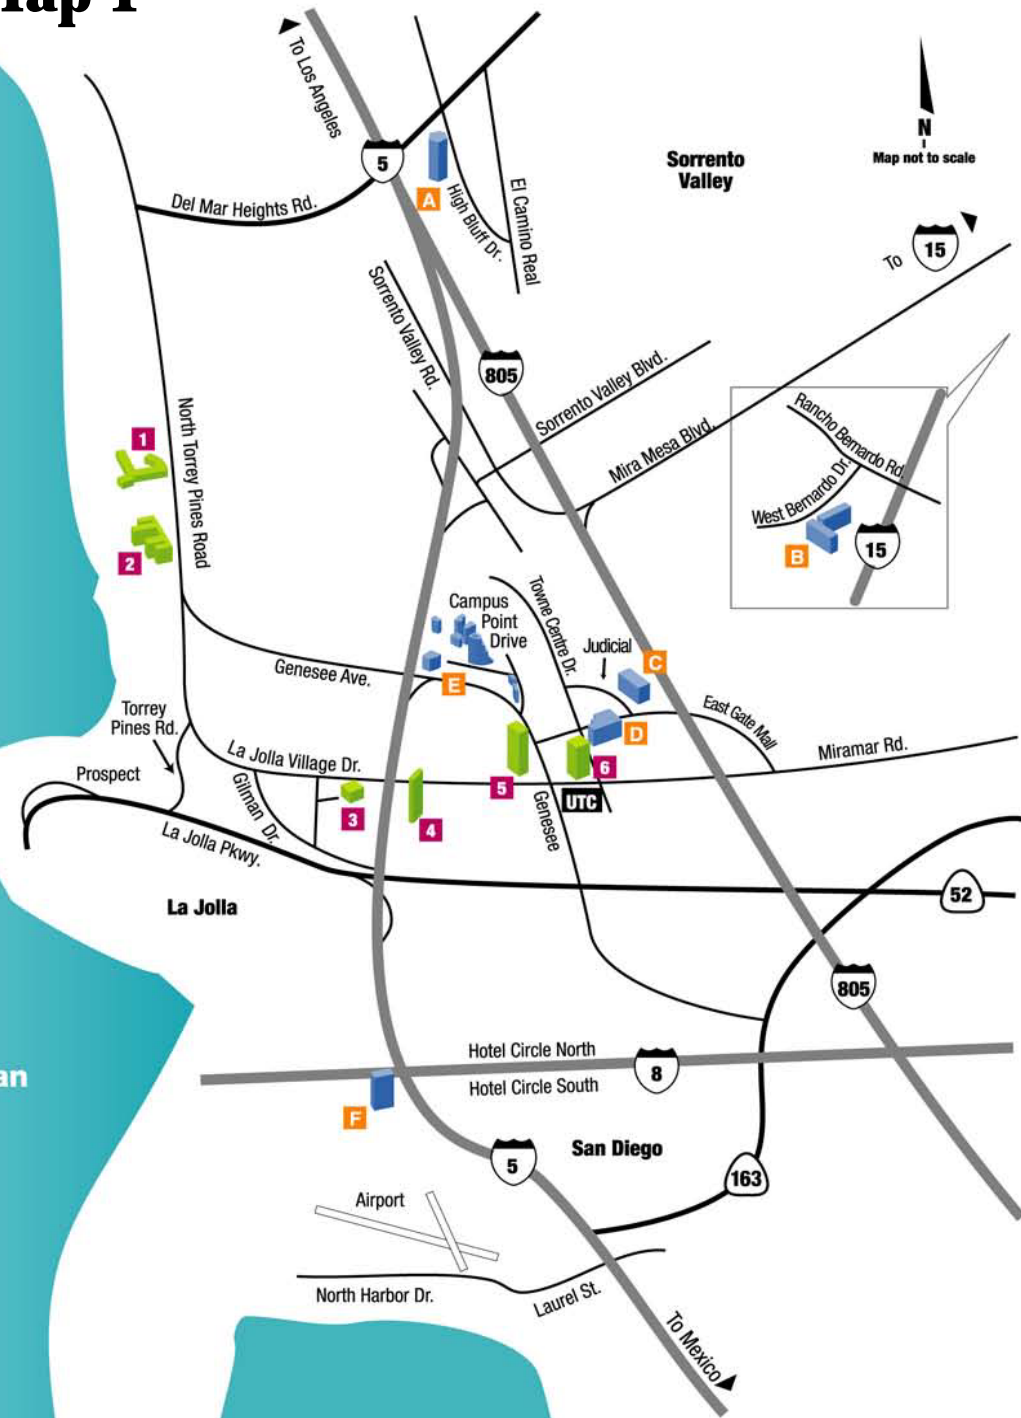 To Los Angeles
5
A
High Bluff Dr.
El Camino Real
Del Mar Heights Rd.
Sorrento
Valley
N
Map not to scale
To
15
Sorrento Valley Rd.
805
Sorrento Valley Blvd.
Mira Mesa Blvd.
Rancho Bernardo Rd.
West Bernardo Dr.
B
15
1
North Torrey Pines Road
2
Campus
Point
Drive
Towne Centre Dr.
Judicial
C
Genesee Ave.
E
D
East Gate Mall
Miramar Rd.
Torrey
Pines Rd.
La Jolla Village Dr.
Prospect
Gilman Dr.
3
4
5
6
UTC
Genesee
La Jolla Pkwy.
La Jolla
52
805
Hotel Circle North
8
Hotel Circle South
an
F
San Diego
5
163
Airport
North Harbor Dr.
Laurel St.
To Mexico